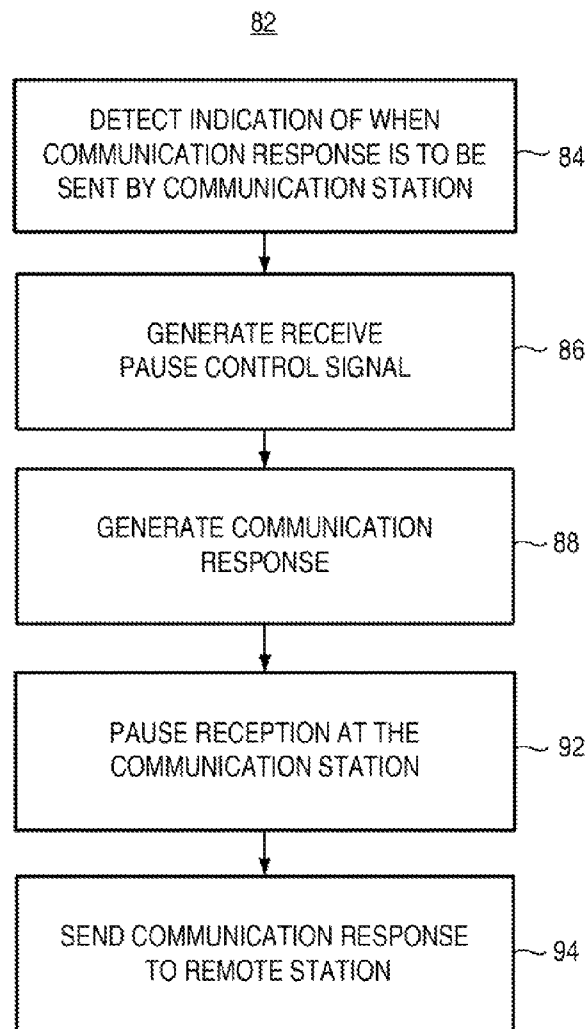 82
DETECT INDICATION OF WHEN
COMMUNICATION RESPONSE IS TO BE
SENT BY COMMUNICATION STATION
84
GENERATE RECEIVE
PAUSE CONTROL SIGNAL
86
GENERATE COMMUNICATION
RESPONSE
88
PAUSE RECEPTION AT THE
COMMUNICATION STATION
92
SEND COMMUNICATION RESPONSE
TO REMOTE STATION
94